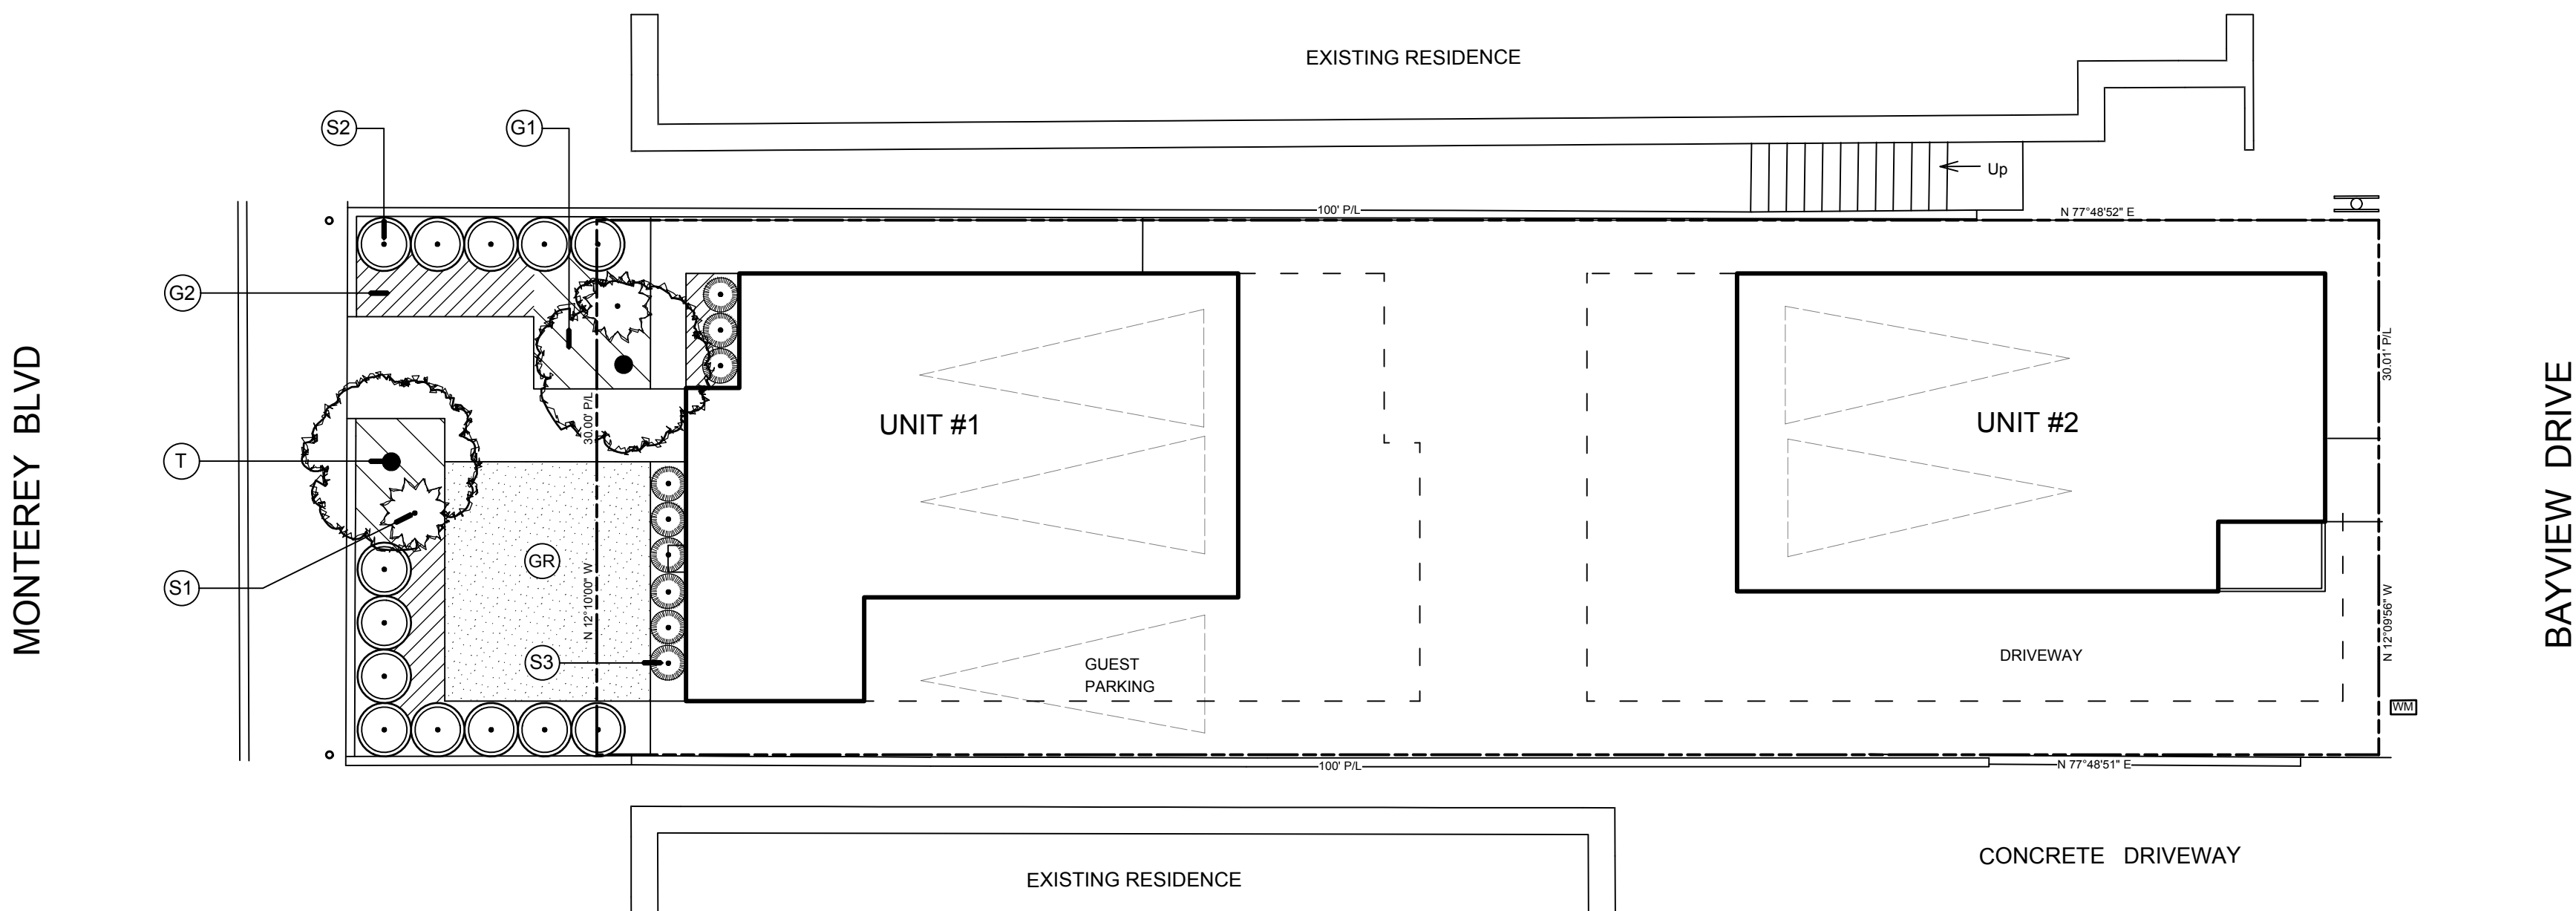 EXISTING RESIDENCE
S2
G1
Up
100' P/L
N 77°48'52" E
G2
MONTEREY BLVD
30.00' P/L
UNIT #1
UNIT #2
30.01' P/L
BAYVIEW DRIVE
T
GR
S1
N 12°10'00" W
N 12°09'56" W
S3
GUEST
PARKING
DRIVEWAY
WM
100' P/L
N 77°48'51" E
EXISTING RESIDENCE
CONCRETE DRIVEWAY